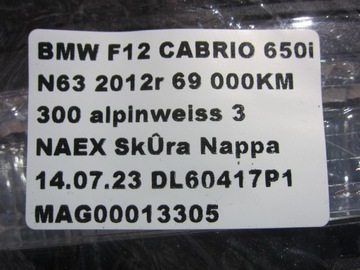 BMW F12 CABRIO 650i
N63 2012r 69 000KM
300 alpinweiss 3
NAEX SkÛra Nappa
14.07.23 DL60417P1
MAG00013305